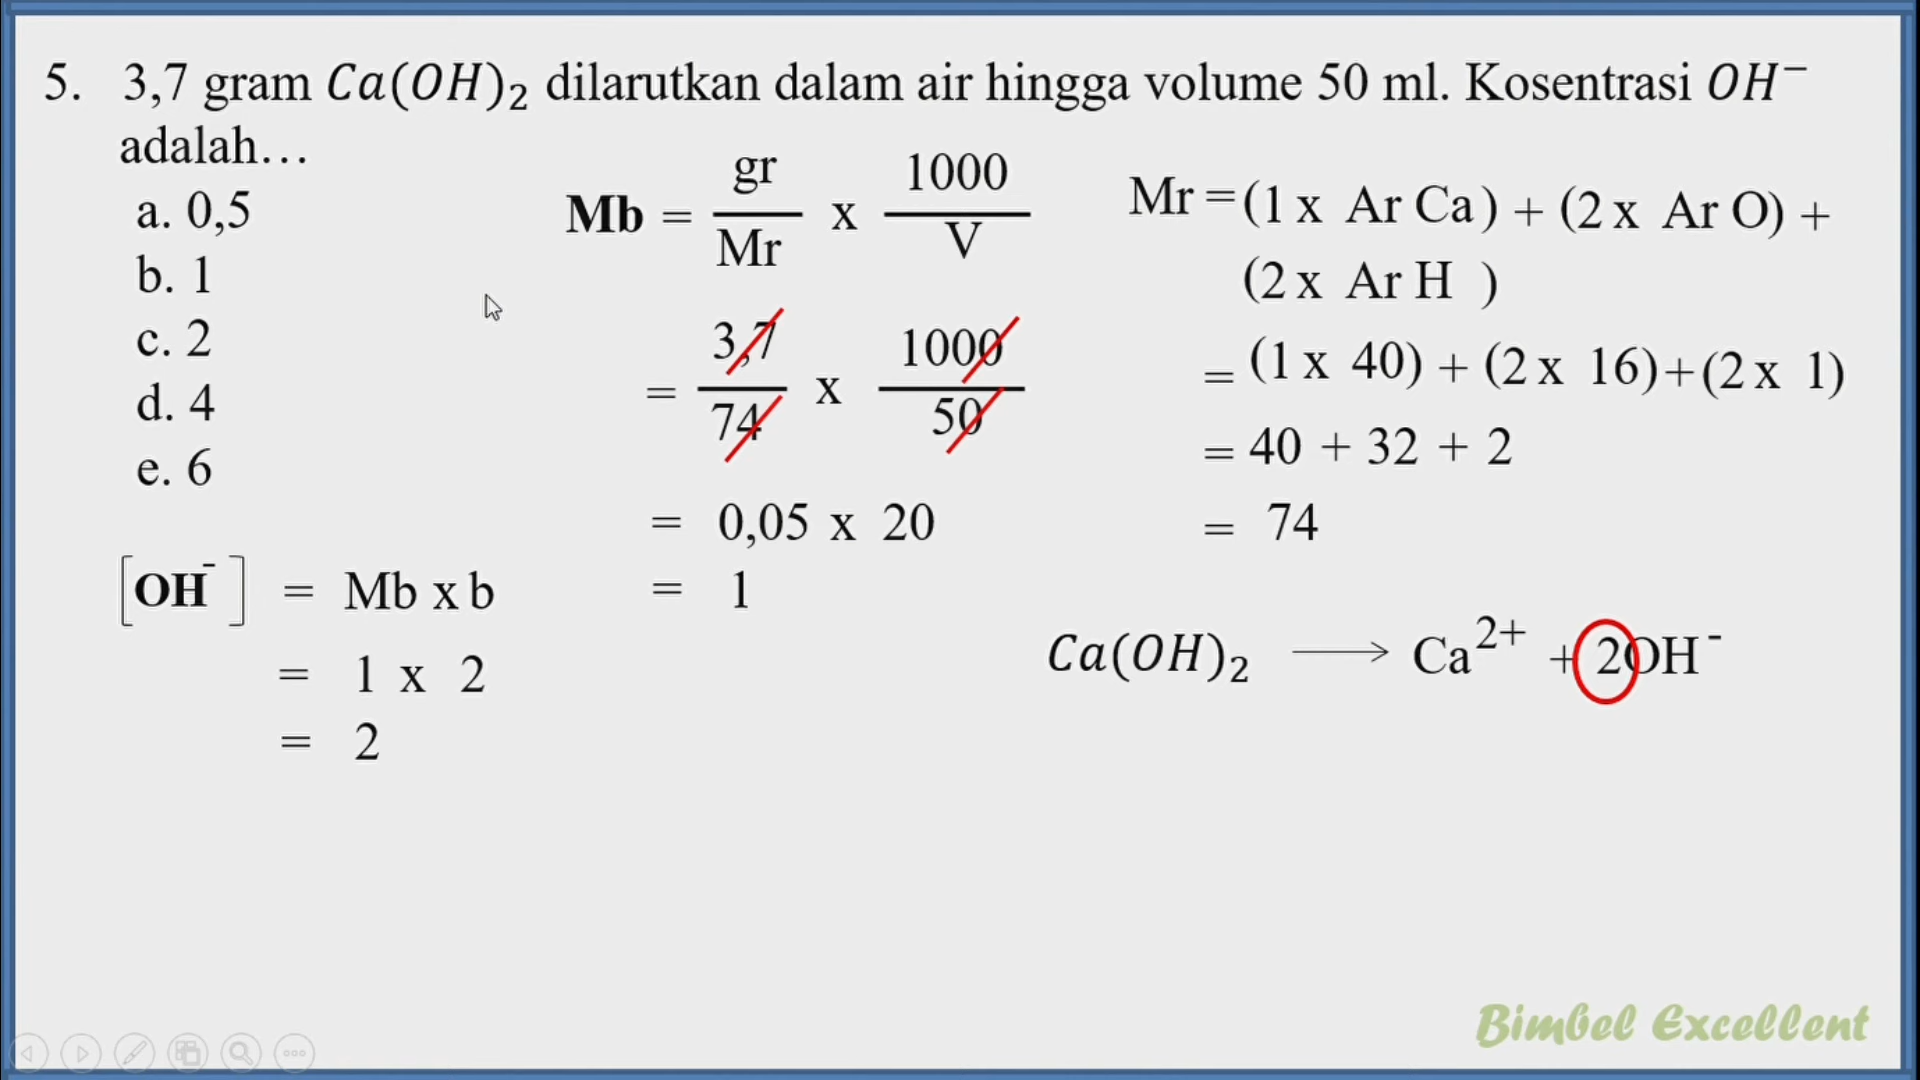 5. 3,7 gram Ca(OH)₂ dilarutkan dalam air hingga volume 50 ml. Kosentrasi OH⁻
adalah…
a. 0,5
b. 1
c. 2
d. 4
e. 6
Mb = gr/Mr x 1000/V
= 3,7/74 x 1000/50
= 0,05 x 20
= 1
Mr = (1 x Ar Ca) + (2 x Ar O) +
(2 x Ar H )
= (1 x 40) + (2 x 16)+(2 x 1)
= 40 + 32 + 2
= 74
Ca(OH)₂ → Ca²⁺ + 2OH⁻
[OH⁻] = Mb x b
= 1 x 2
= 2
Bimbel Excellent